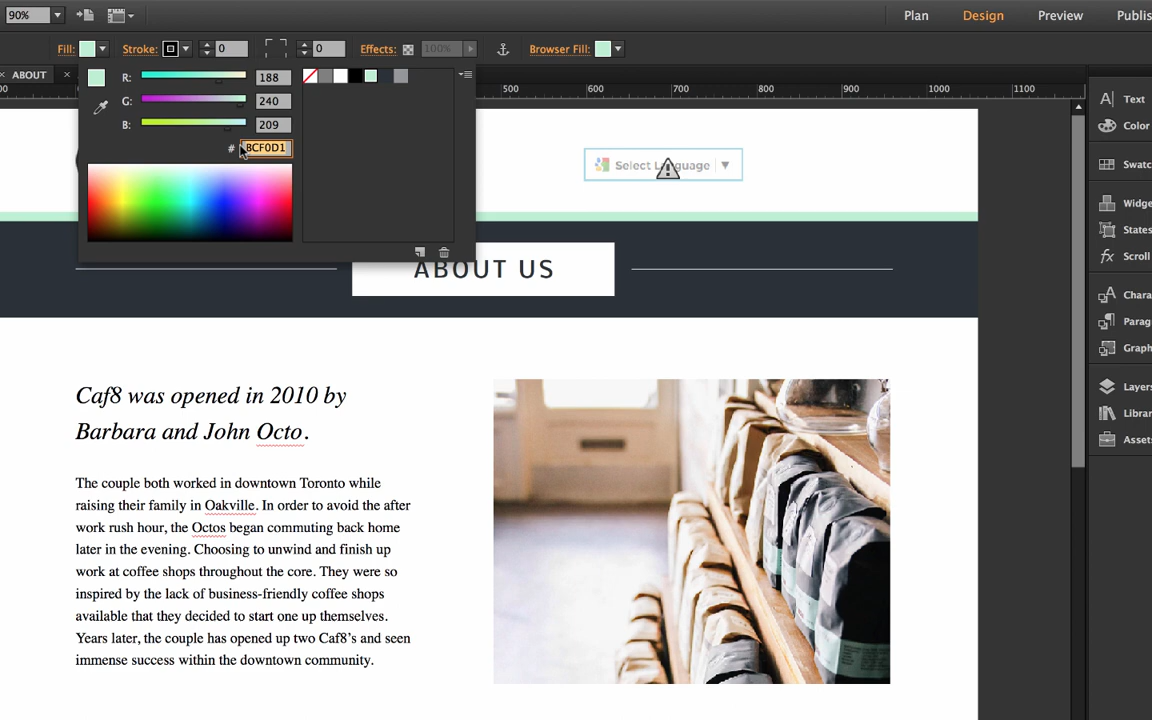 90%
Plan
Design
Preview
Publis
Fill:
Stroke:
0
0
Effects:
100%
Browser Fill:
ABOUT
00
500
600
700
800
900
1000
1100
R:
188
G:
240
B:
209
#
BCF0D1
Select Language
ABOUT US
Caf8 was opened in 2010 by
Barbara and John Octo.
The couple both worked in downtown Toronto while
raising their family in Oakville. In order to avoid the after
work rush hour, the Octos began commuting back home
later in the evening. Choosing to unwind and finish up
work at coffee shops throughout the core. They were so
inspired by the lack of business-friendly coffee shops
available that they decided to start one up themselves.
Years later, the couple has opened up two Caf8's and seen
immense success within the downtown community.
Text
Color
Swatc
Widge
States
Scroll
Chara
Parag
Graph
Layers
Librar
Assets